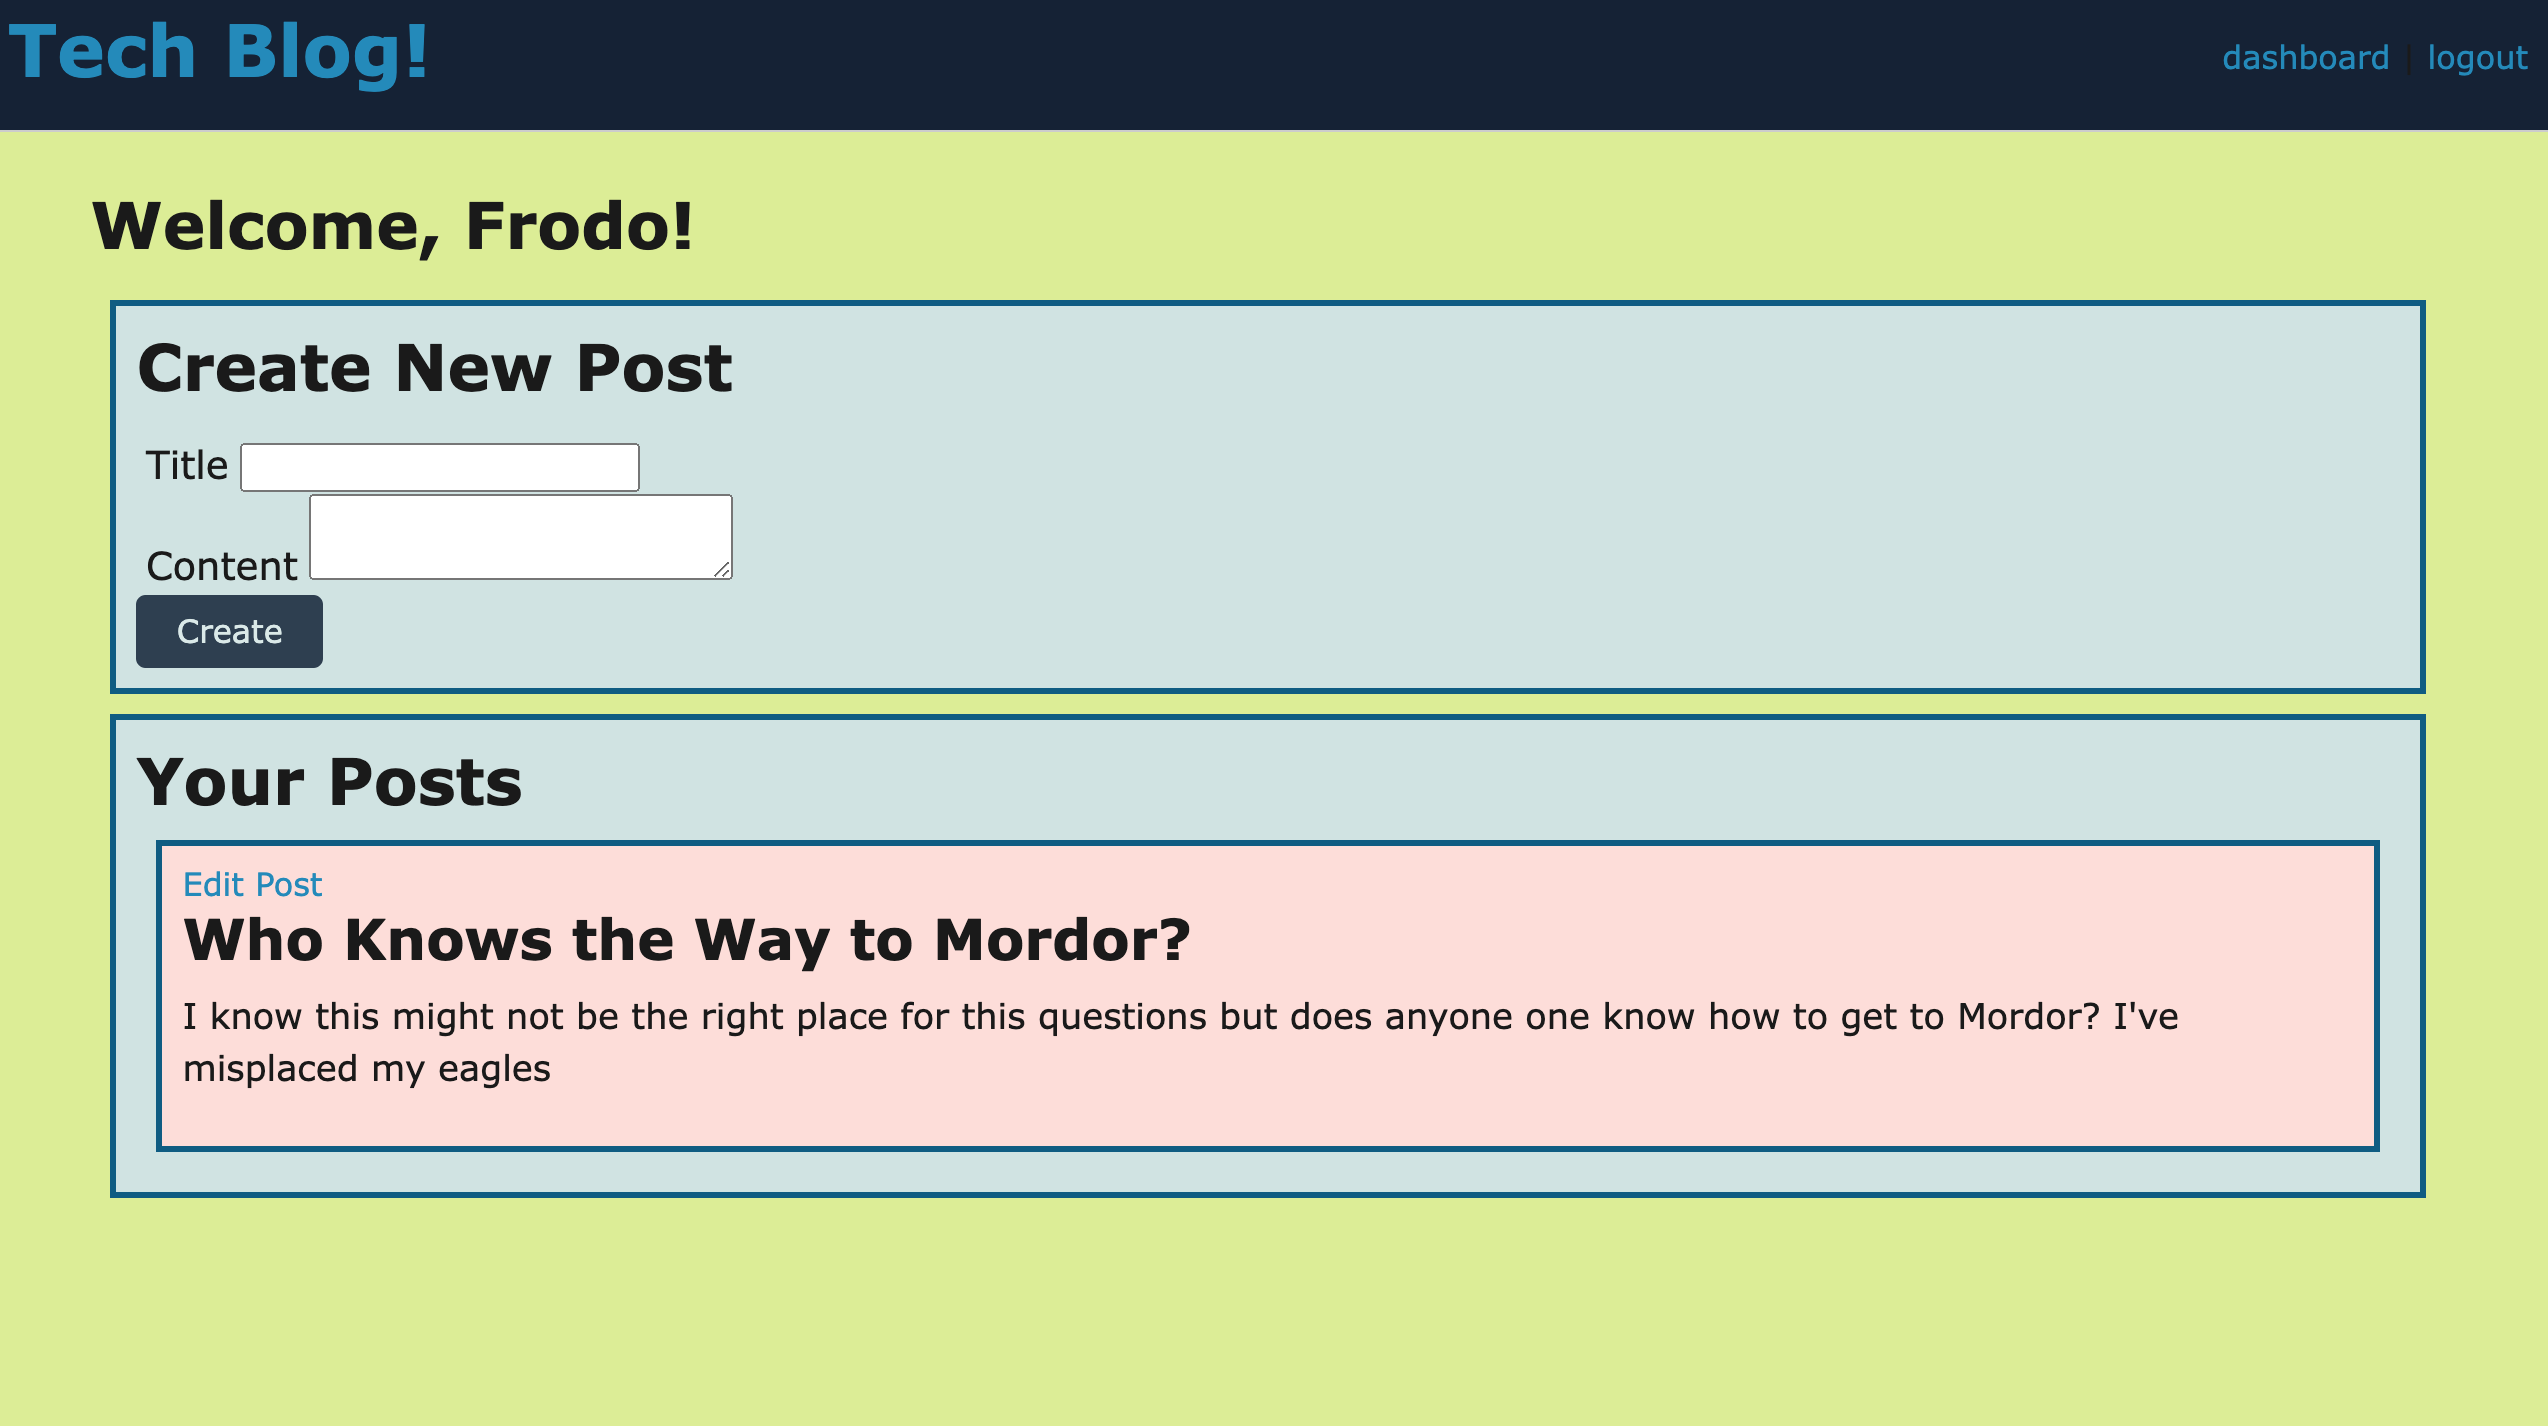 Tech Blog!
dashboard | logout
Welcome, Frodo!
Create New Post
Title
Content
Create
Your Posts
Edit Post
Who Knows the Way to Mordor?
I know this might not be the right place for this questions but does anyone one know how to get to Mordor? I've
misplaced my eagles